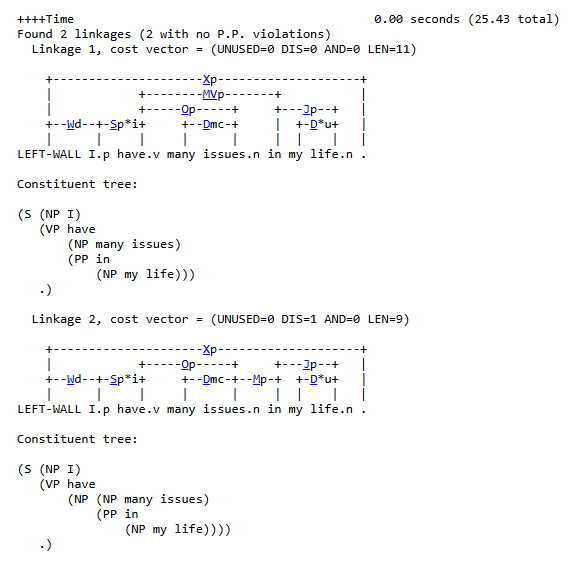 ++++Time                                          0.00 seconds (25.43 total)
Found 2 linkages (2 with no P.P. violations)
  Linkage 1, cost vector = (UNUSED=0 DIS=0 AND=0 LEN=11)

    +---------------------Xp--------------------+
    |            +--------MVp-------+           |
    |            +-----Op-----+     +---Jp--+   |
    +--Wd--+-Sp*i+     +--Dmc-+     |  +-D*u+   |
    |      |     |     |      |     |  |    |   |
LEFT-WALL I.p have.v many issues.n in my life.n .

Constituent tree:

(S (NP I)
   (VP have
       (NP many issues)
       (PP in
           (NP my life)))
   .)

  Linkage 2, cost vector = (UNUSED=0 DIS=1 AND=0 LEN=9)

    +---------------------Xp--------------------+
    |            +-----Op-----+     +---Jp--+   |
    +--Wd--+-Sp*i+     +--Dmc-+--Mp-+  +-D*u+   |
    |      |     |     |      |     |  |    |   |
LEFT-WALL I.p have.v many issues.n in my life.n .

Constituent tree:

(S (NP I)
   (VP have
       (NP (NP many issues)
           (PP in
               (NP my life))))
   .)